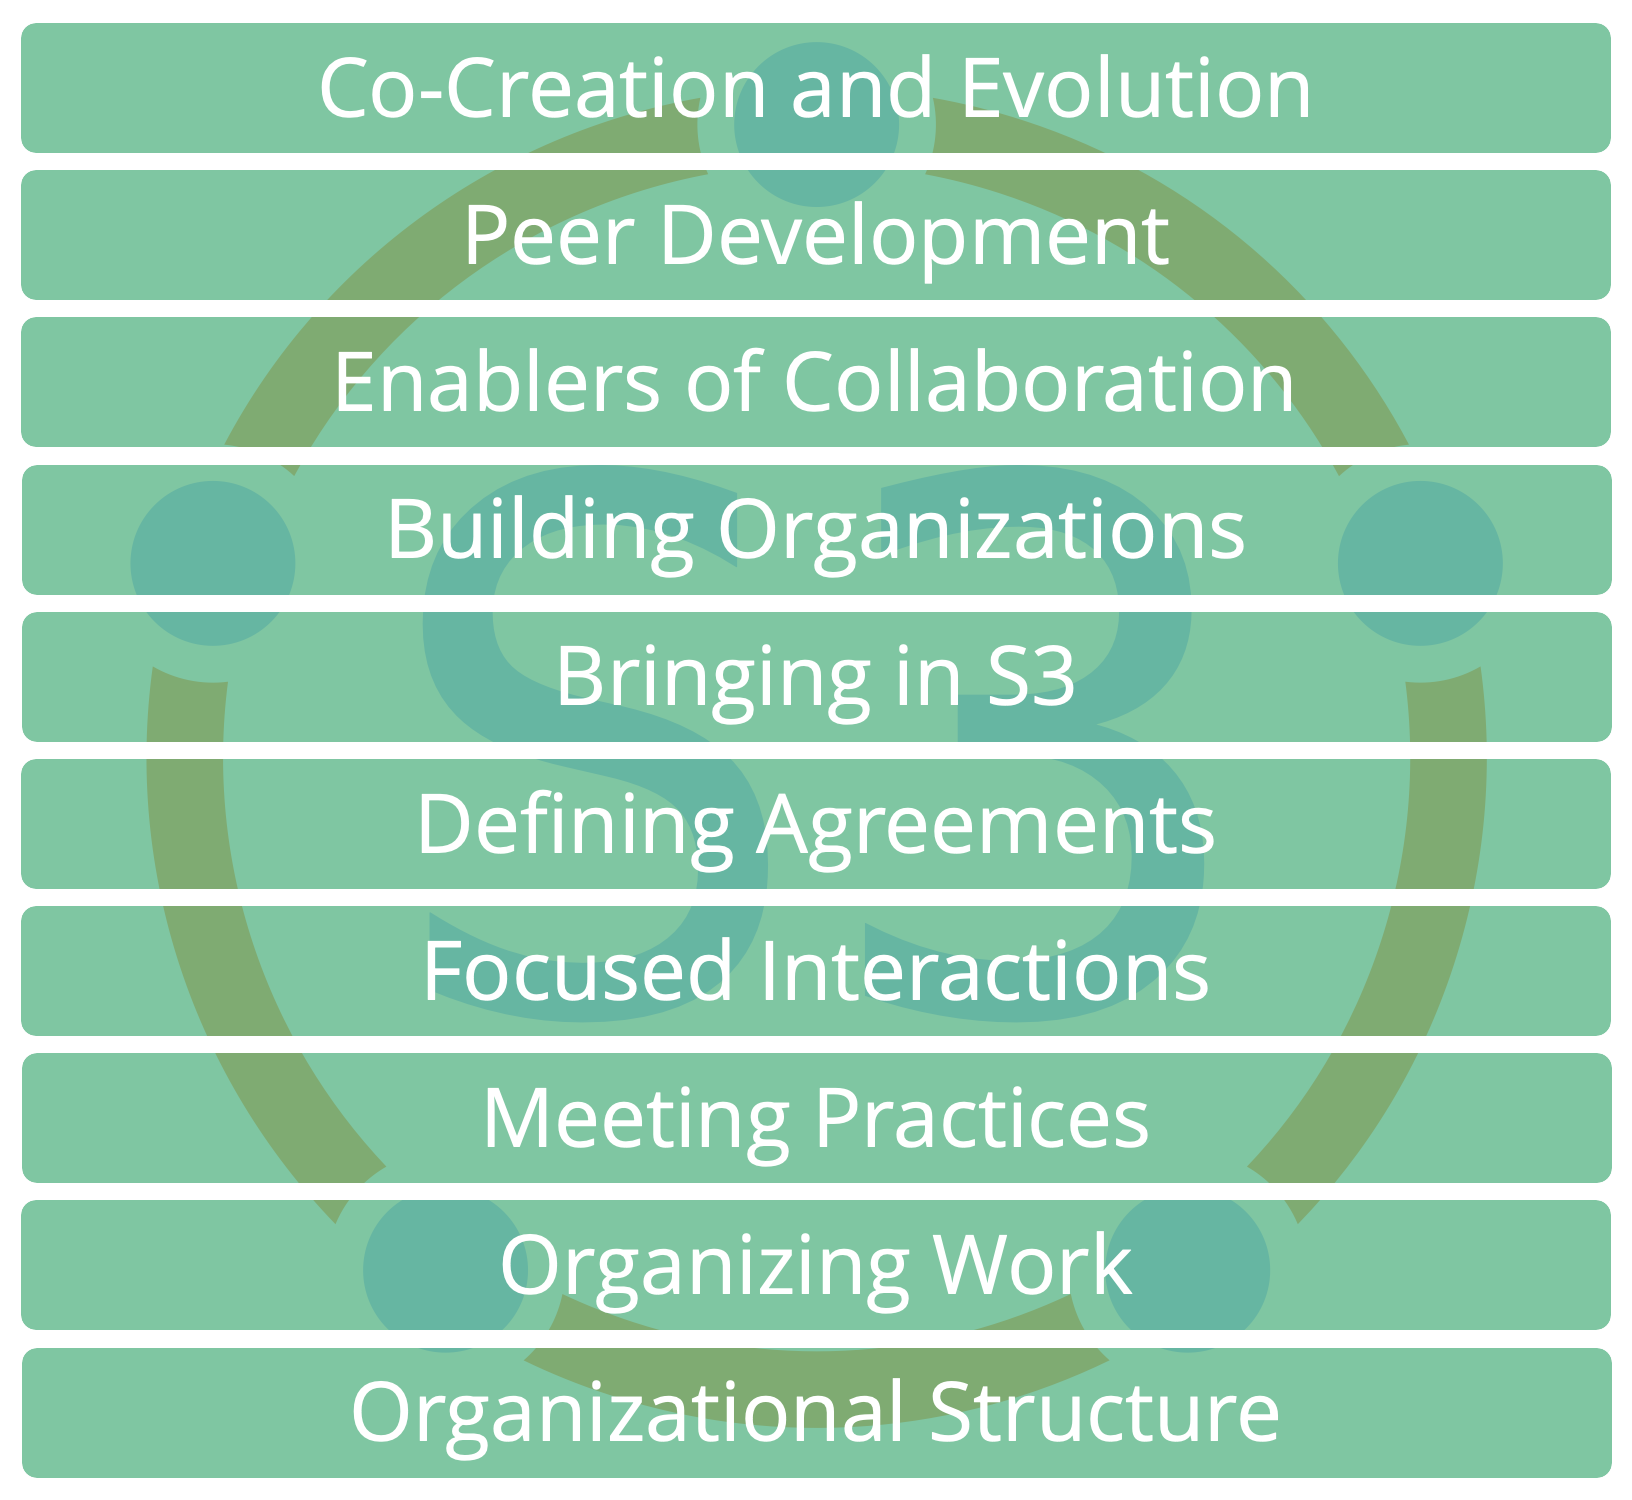 Co-Creation and Evolution
Peer Development
Enablers of Collaboration
Building Organizations
Bringing in S3
Defining Agreements
Focused Interactions
Meeting Practices
Organizing Work
Organizational Structure
S3